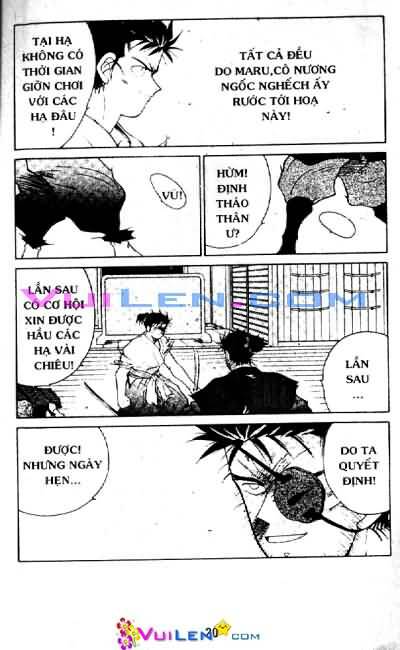 TẠI HẠ
KHÔNG CÓ
THỜI GIAN
GIỠN CHƠI
VỚI CÁC
HẠ ĐÂU
!
TẤT CẢ ĐỀU
DO MARU,CÔ NƯƠNG
NGỐC NGHẾCH ẤY
RƯỚC TỚI HOẠ
NÀY!
VÙ!
HỪM!
ĐỊNH
THÁO
THÂN
Ư?
LẦN SAU
CÓ CƠ HỘI
XIN ĐƯỢC
HẦU CÁC
HẠ VÀI
CHIÊU!
LẦN
SAU
...
VUILEN.COM
ĐƯỢC!
NHƯNG NGÀY
HẸN...
DO TA
QUYẾT
ĐỊNH!
20
VUILEN.COM